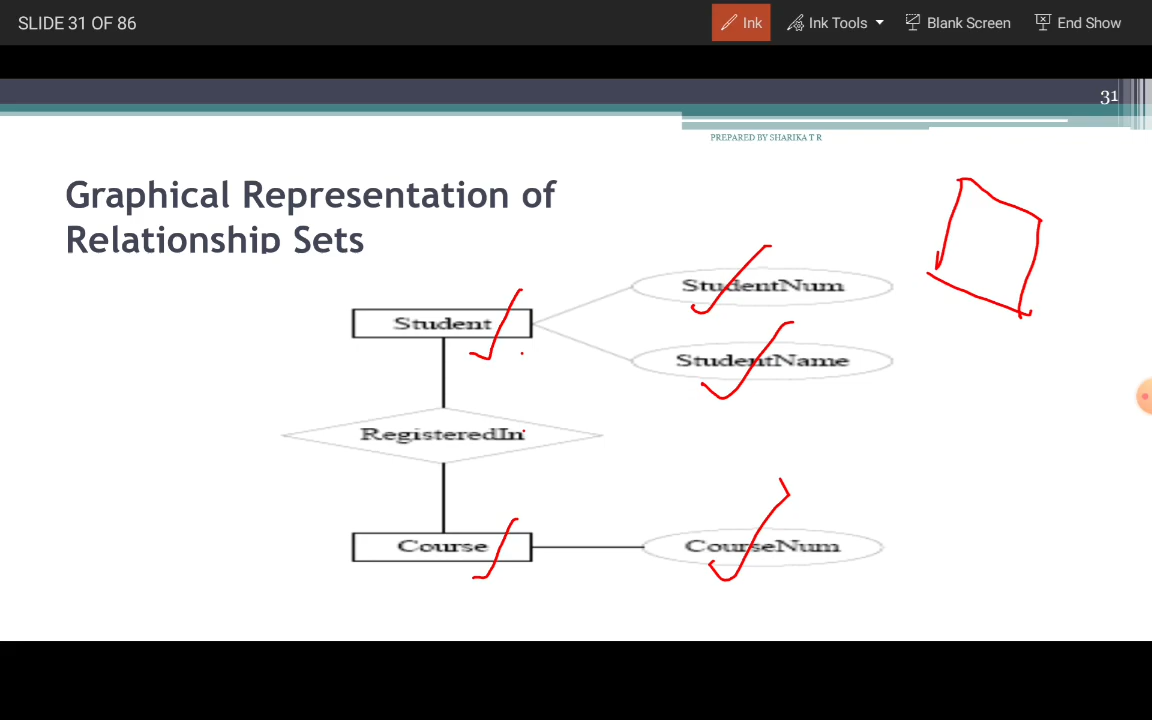 SLIDE 31 OF 86
Ink
Ink Tools
Blank Screen
End Show
31
PREPARED BY SHARIKA T R
Graphical Representation of
Relationship Sets
StudentNum
Student
StudentName
RegisteredIn
Course
CourseNum